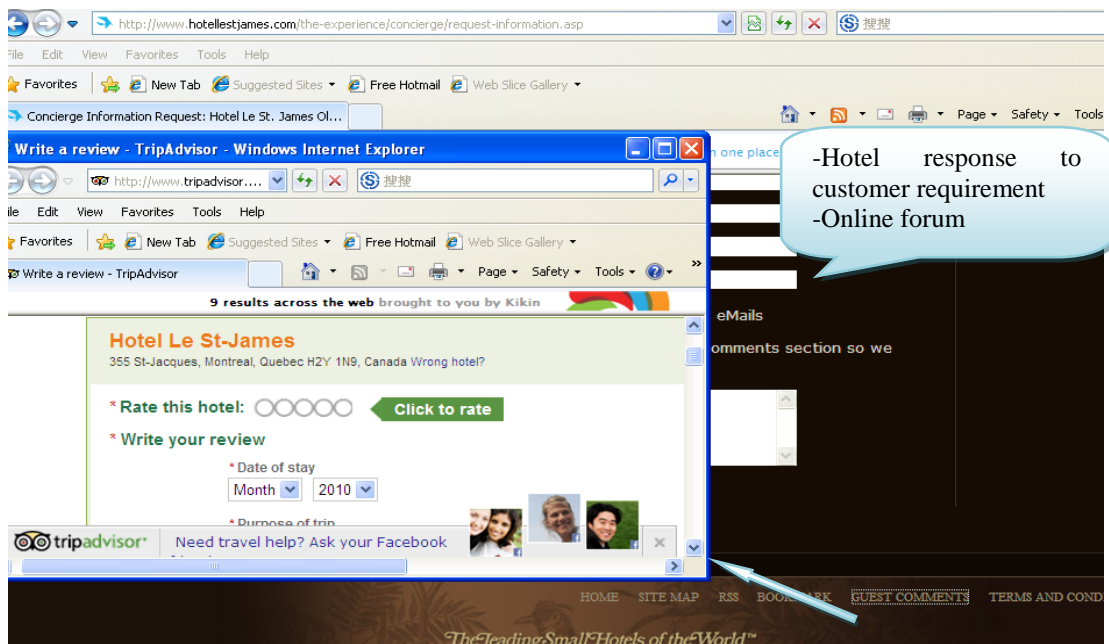 http://www.hotellestjames.com/the-experience/concierge/request-information.asp
搜搜
File Edit View Favorites Tools Help
Favorites New Tab Suggested Sites Free Hotmail Web Slice Gallery
Concierge Information Request: Hotel Le St. James Ol...
Page Safety Tools
Write a review - TripAdvisor - Windows Internet Explorer
n one place
-Hotel response to
customer requirement
-Online forum
http://www.tripadvisor....
搜搜
ile Edit View Favorites Tools Help
Favorites New Tab Suggested Sites Free Hotmail Web Slice Gallery
Write a review - TripAdvisor
Page Safety Tools »
9 results across the web brought to you by Kikin
eMails
omments section so we
Hotel Le St-James
355 St-Jacques, Montreal, Quebec H2Y 1N9, Canada Wrong hotel?
* Rate this hotel: Click to rate
* Write your review
* Date of stay
Month 2010
* Purpose of trip
tripadvisor
Need travel help? Ask your Facebook
HOME SITE MAP RSS BOOKMARK GUEST COMMENTS TERMS AND COND
The Leading Small Hotels of the World™